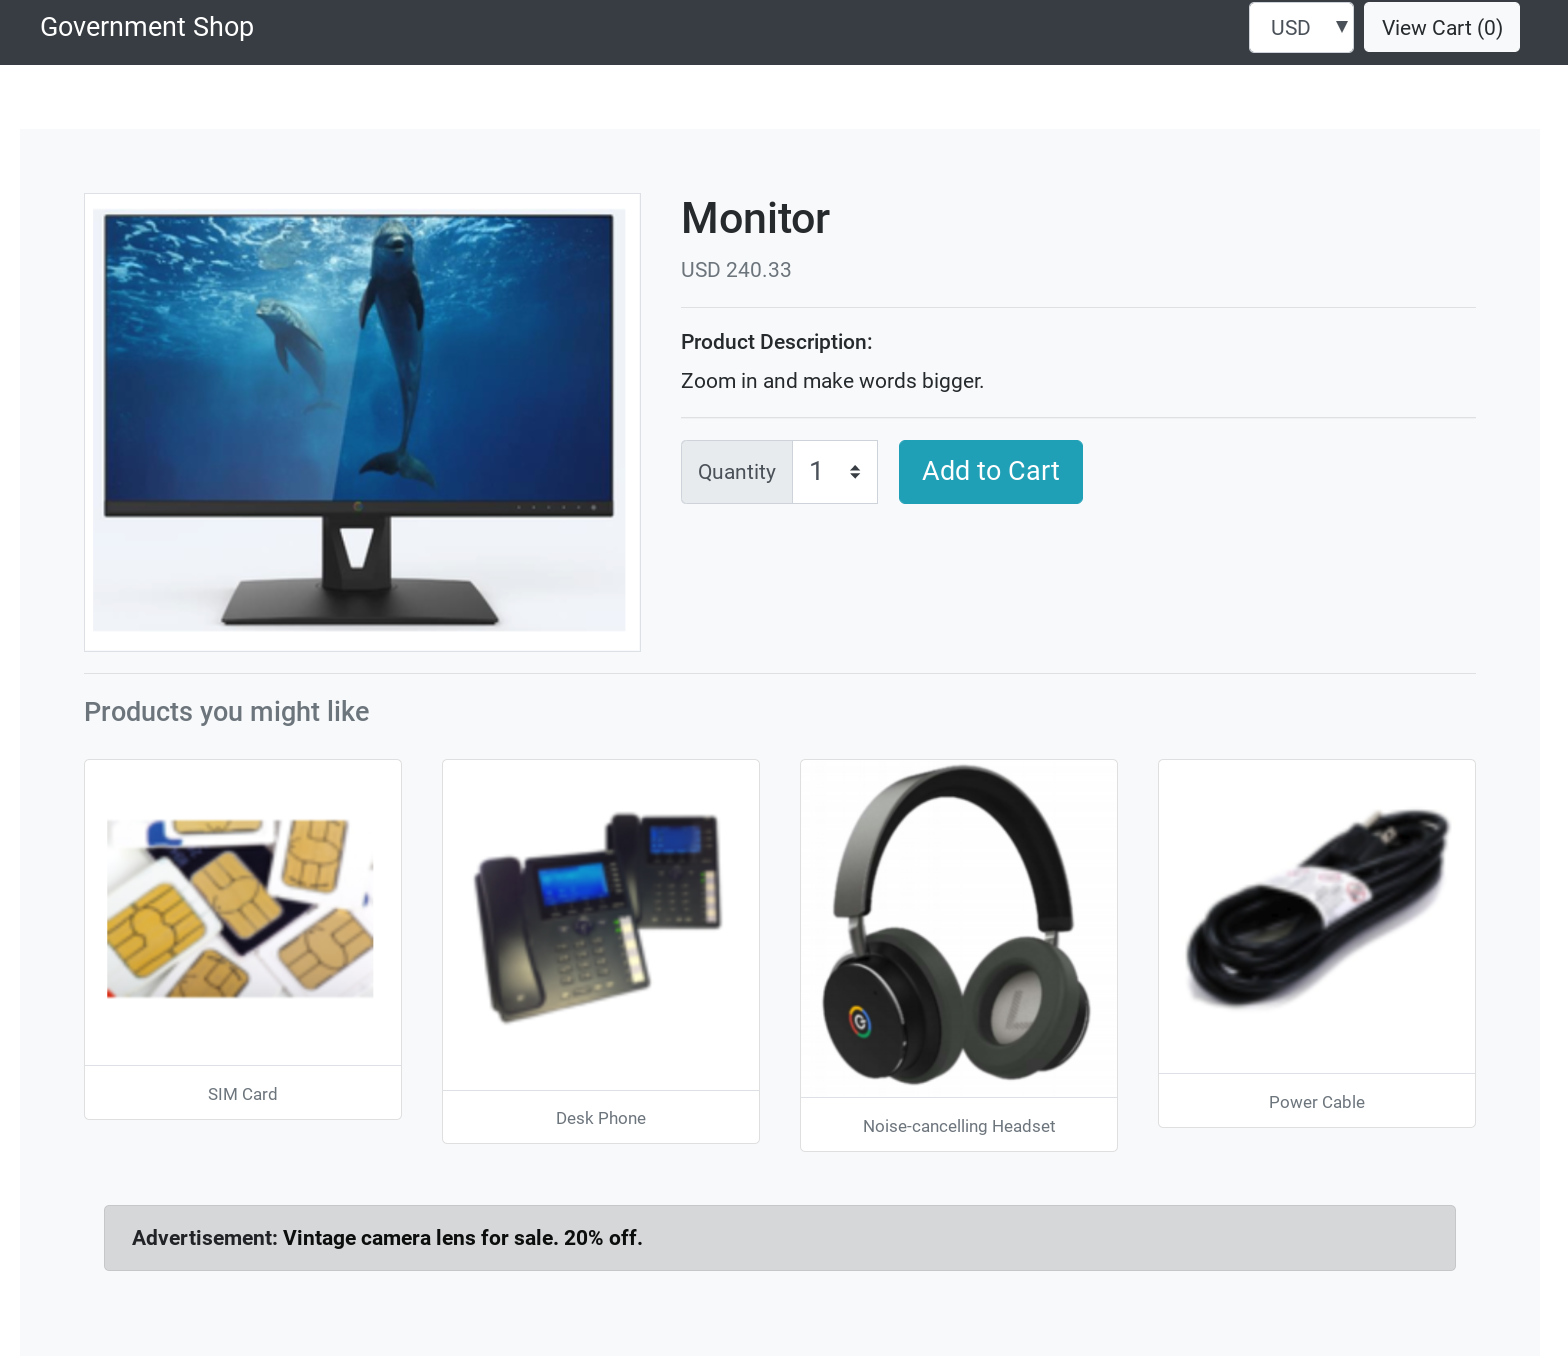 Government Shop
USD
View Cart (0)
Monitor
USD 240.33
Product Description:
Zoom in and make words bigger.
Quantity
1
Add to Cart
Products you might like
SIM Card
Desk Phone
Noise-cancelling Headset
Power Cable
Advertisement: Vintage camera lens for sale. 20% off.